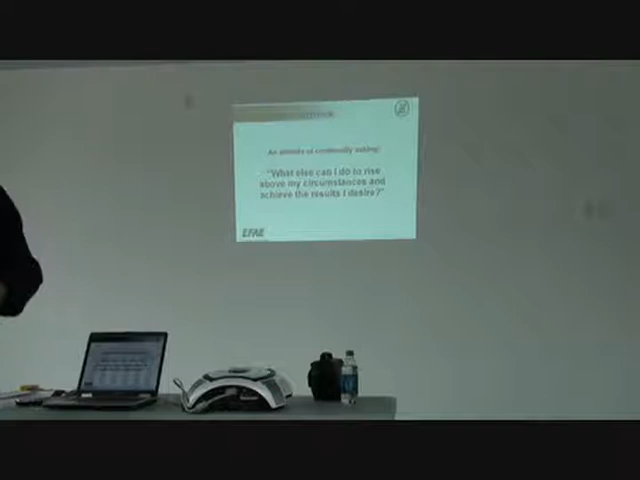 An attitude of continually asking:
"What else can I do to rise
above my circumstances and
achieve the results I desire?"
EFAE